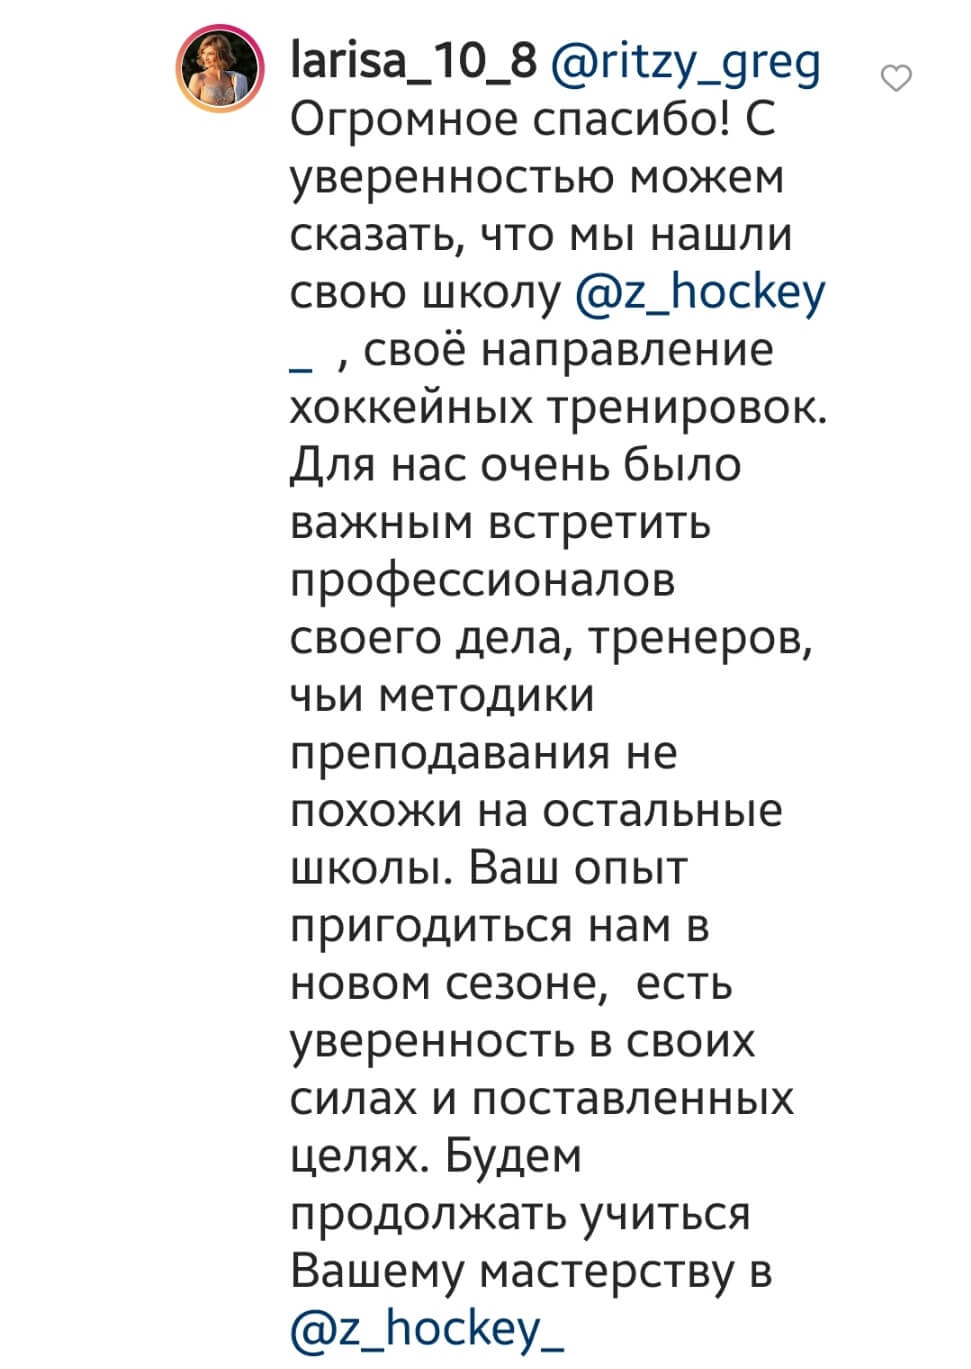 larisa_10_8 @ritzy_greg
Огромное спасибо! С
уверенностью можем
сказать, что мы нашли
свою школу @z_hockey
_ , своё направление
хоккейных тренировок.
Для нас очень было
важным встретить
профессионалов
своего дела, тренеров,
чьи методики
преподавания не
похожи на остальные
школы. Ваш опыт
пригодиться нам в
новом сезоне,  есть
уверенность в своих
силах и поставленных
целях. Будем
продолжать учиться
Вашему мастерству в
@z_hockey_